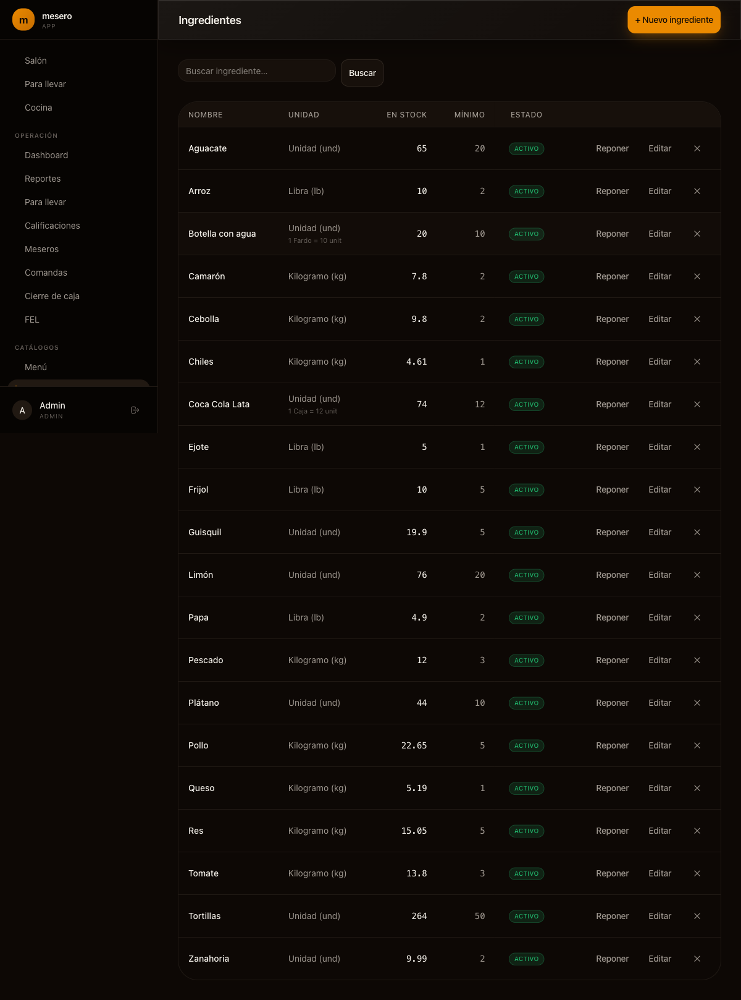 m
mesero
APP
Salón
Para llevar
Cocina
OPERACIÓN
Dashboard
Reportes
Para llevar
Calificaciones
Meseros
Comandas
Cierre de caja
FEL
CATÁLOGOS
Menú
A
Admin
ADMIN
Ingredientes
+ Nuevo ingrediente
Buscar ingrediente...
Buscar
NOMBRE UNIDAD EN STOCK MÍNIMO ESTADO
Aguacate Unidad (und) 65 20 ACTIVO Reponer Editar ×
Arroz Libra (lb) 10 2 ACTIVO Reponer Editar ×
Botella con agua Unidad (und) 20 10 ACTIVO Reponer Editar ×
1 Fardo = 10 unit
Camarón Kilogramo (kg) 7.8 2 ACTIVO Reponer Editar ×
Cebolla Kilogramo (kg) 9.8 2 ACTIVO Reponer Editar ×
Chiles Kilogramo (kg) 4.61 1 ACTIVO Reponer Editar ×
Coca Cola Lata Unidad (und) 74 12 ACTIVO Reponer Editar ×
1 Caja = 12 unit
Ejote Libra (lb) 5 1 ACTIVO Reponer Editar ×
Frijol Libra (lb) 10 5 ACTIVO Reponer Editar ×
Guisquil Unidad (und) 19.9 5 ACTIVO Reponer Editar ×
Limón Unidad (und) 76 20 ACTIVO Reponer Editar ×
Papa Libra (lb) 4.9 2 ACTIVO Reponer Editar ×
Pescado Kilogramo (kg) 12 3 ACTIVO Reponer Editar ×
Plátano Unidad (und) 44 10 ACTIVO Reponer Editar ×
Pollo Kilogramo (kg) 22.65 5 ACTIVO Reponer Editar ×
Queso Kilogramo (kg) 5.19 1 ACTIVO Reponer Editar ×
Res Kilogramo (kg) 15.05 5 ACTIVO Reponer Editar ×
Tomate Kilogramo (kg) 13.8 3 ACTIVO Reponer Editar ×
Tortillas Unidad (und) 264 50 ACTIVO Reponer Editar ×
Zanahoria Unidad (und) 9.99 2 ACTIVO Reponer Editar ×